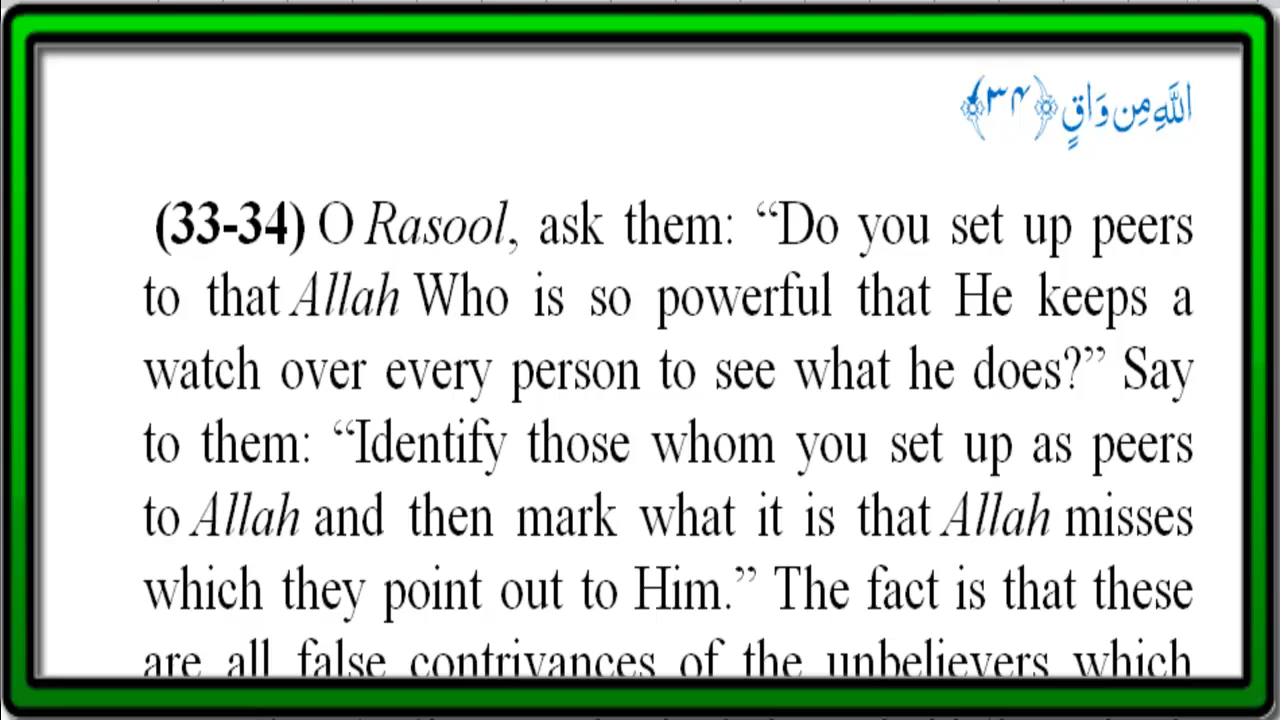 اللَّهِ مِن وَاقٍ ﴿۳۴﴾
(33-34) O Rasool, ask them: “Do you set up peers
to that Allah Who is so powerful that He keeps a
watch over every person to see what he does?” Say
to them: “Identify those whom you set up as peers
to Allah and then mark what it is that Allah misses
which they point out to Him.” The fact is that these
are all false contrivances of the unbelievers which